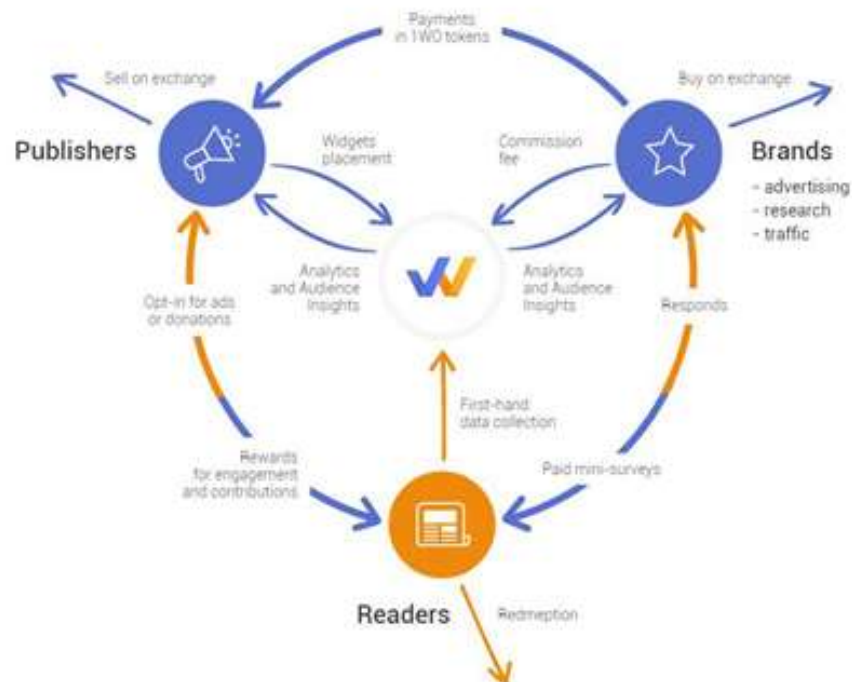 Payments
in 1WO tokens
Sell on exchange
Buy on exchange
Publishers
Widgets
placement
Commission
fee
Brands
- advertising
- research
- traffic
Analytics
and Audience
Insights
Analytics
and Audience
Insights
Opt-in for ads
or donations
Responds
First-hand
data collection
Rewards
for engagement
and contributions
Paid mini-surveys
Readers
Redmeption